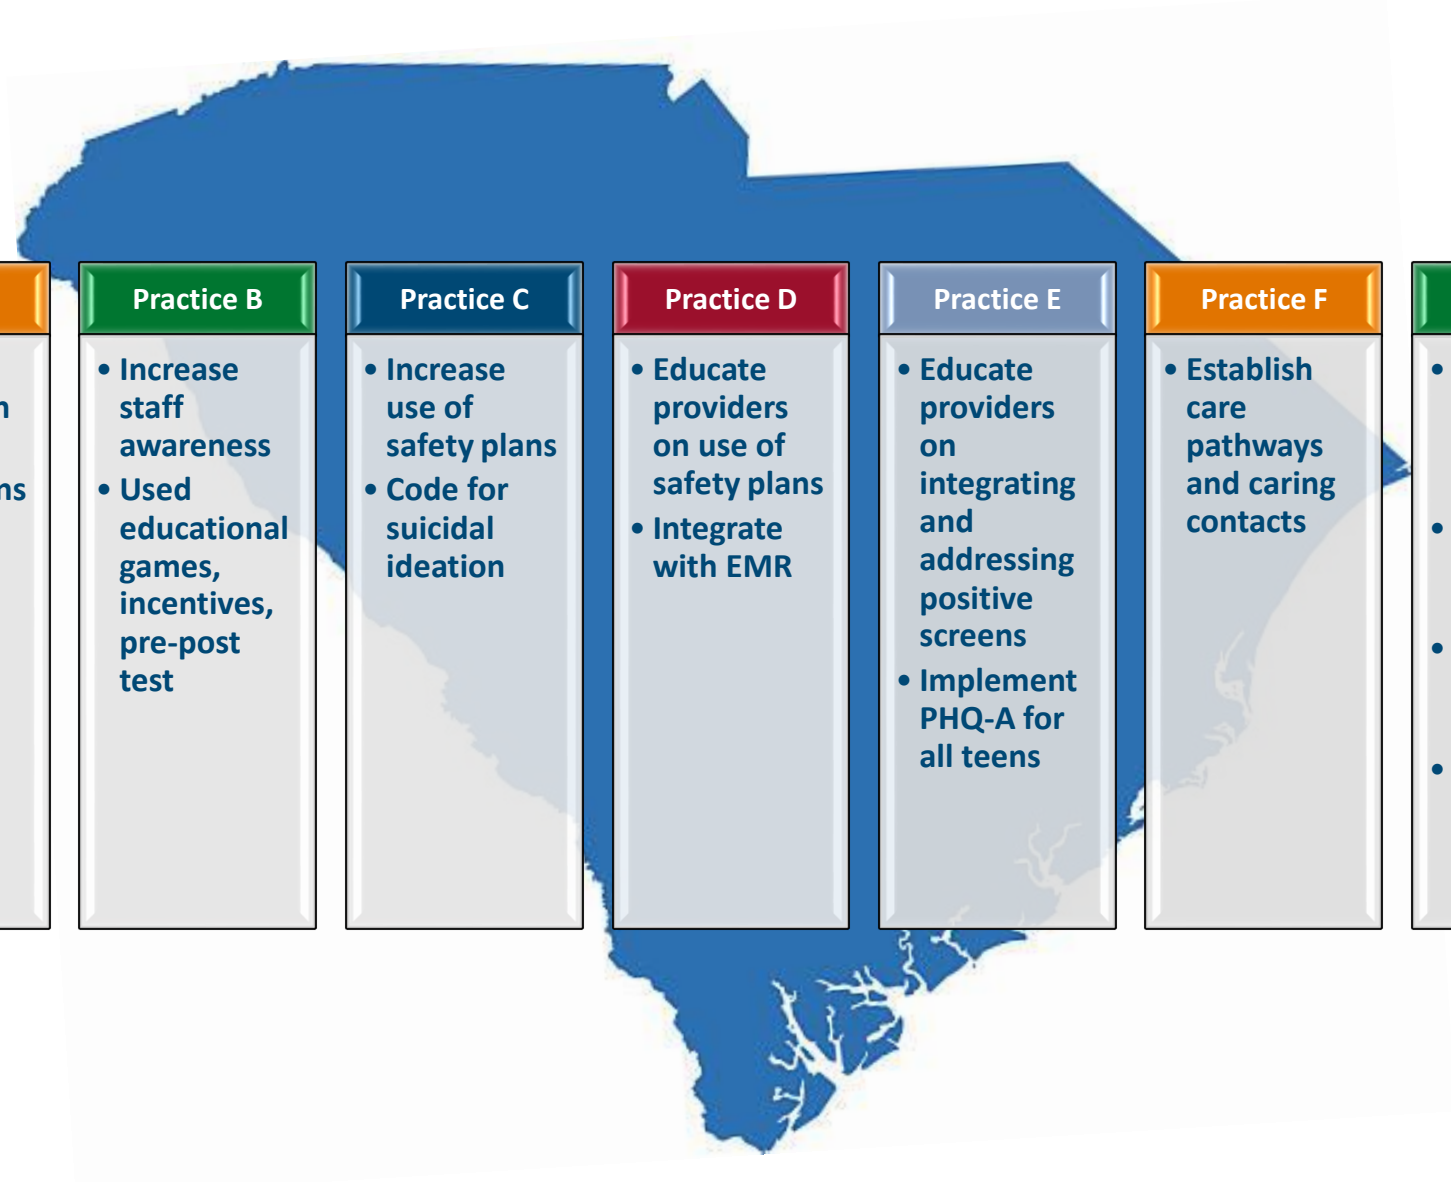 Practice B
• Increase
staff
awareness
• Used
educational
games,
incentives,
pre-post
test
Practice C
• Increase
use of
safety plans
• Code for
suicidal
ideation
Practice D
• Educate
providers
on use of
safety plans
• Integrate
with EMR
Practice E
• Educate
providers
on
integrating
and
addressing
positive
screens
• Implement
PHQ-A for
all teens
Practice F
• Establish
care
pathways
and caring
contacts